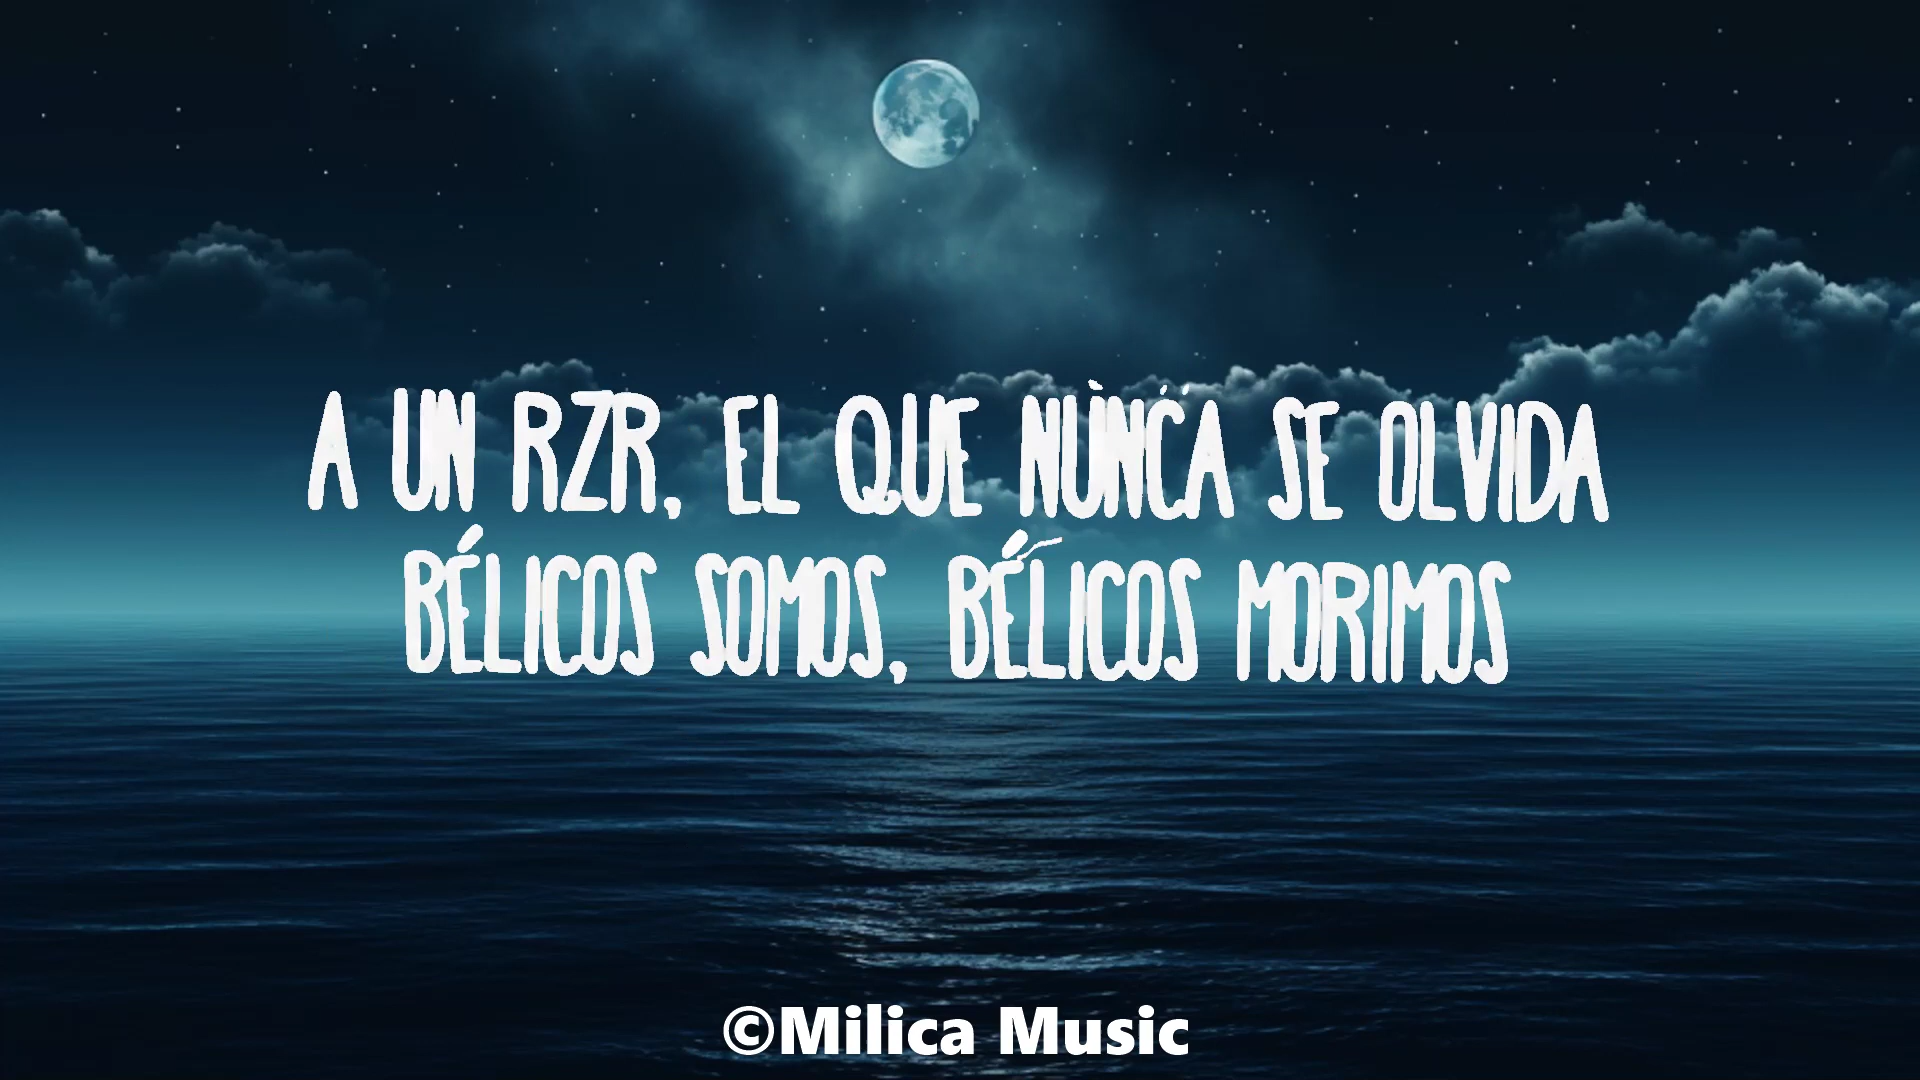 A UN RZR, EL QUE NUNCA SE OLVIDA
BÉLICOS SOMOS, BÉLICOS MORIMOS
©Milica Music